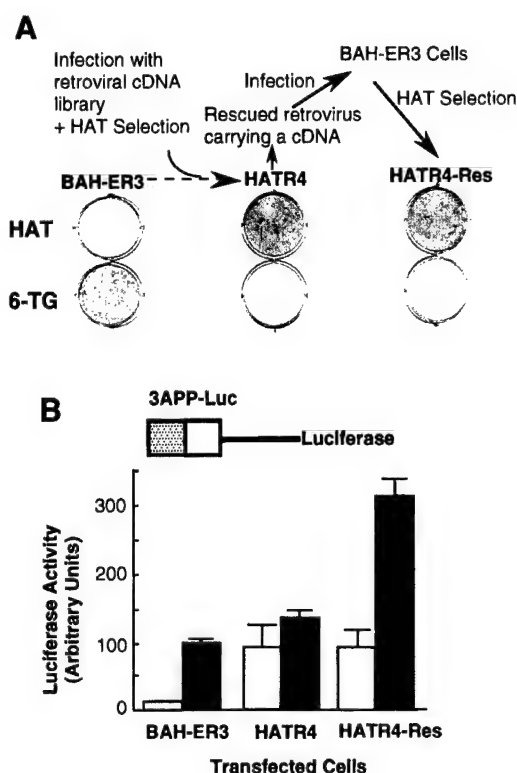 A
Infection with
retroviral cDNA
library
+ HAT Selection
Infection
BAH-ER3 Cells
HAT Selection
Rescued retrovirus
carrying a cDNA
BAH-ER3
HATR4
HATR4-Res
HAT
6-TG
B
3APP-Luc
Luciferase
Luciferase Activity
(Arbitrary Units)
300
200
100
0
BAH-ER3
HATR4
HATR4-Res
Transfected Cells